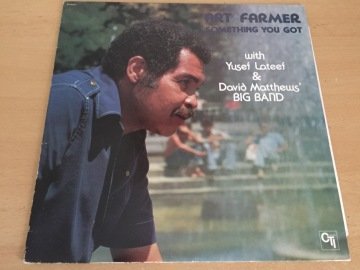 ART FARMER
SOMETHING YOU GOT
with
Yusef Lateef
&
David Matthews'
BIG BAND
CTI